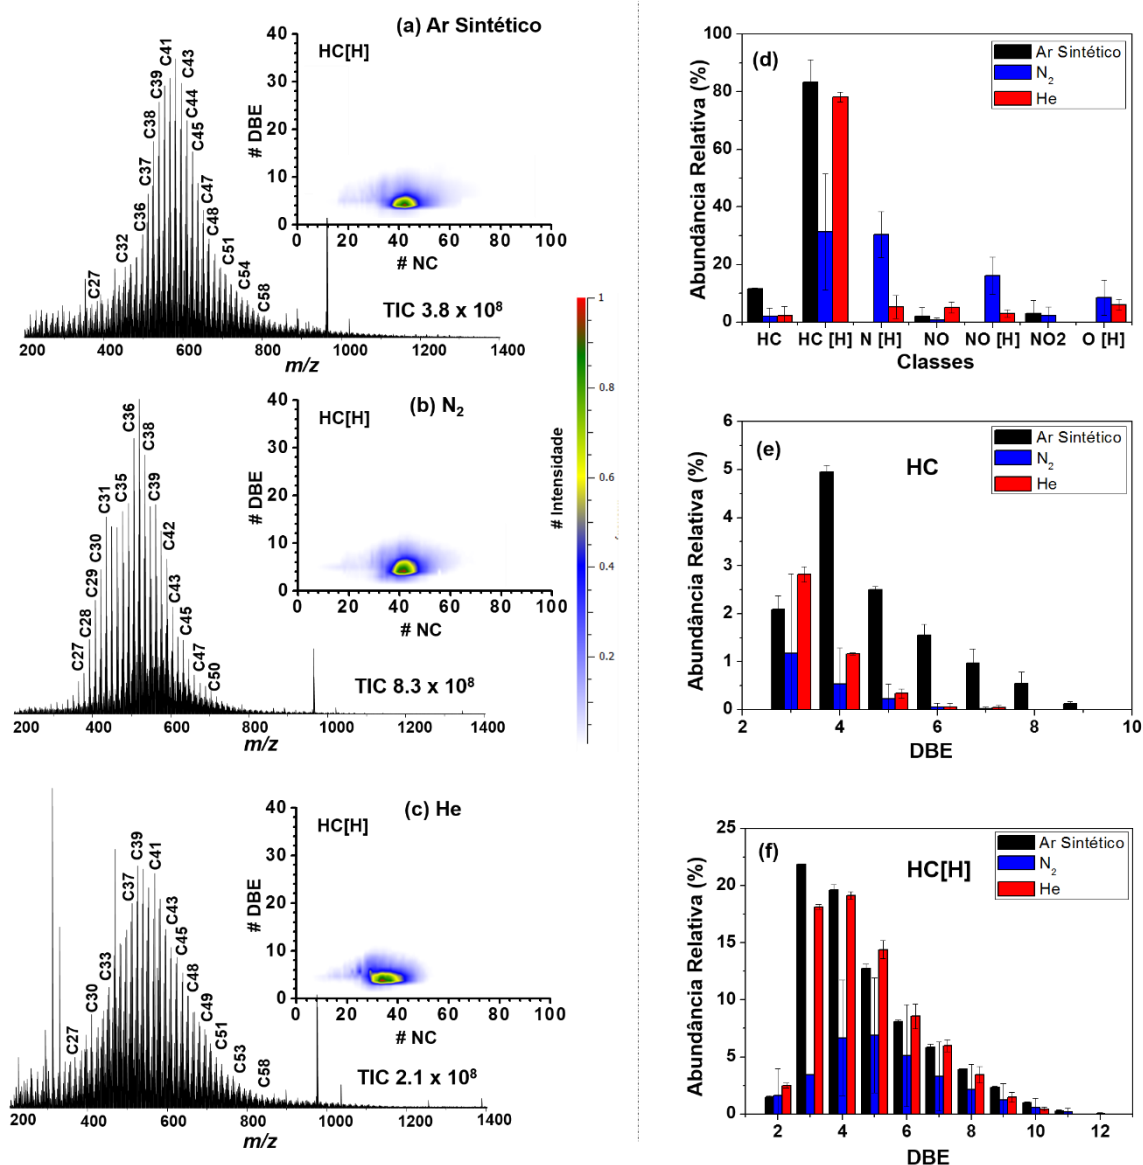 (a) Ar Sintético
HC[H]
# DBE
40
30
20
10
0
0 20 40 60 80 100
# NC
C27
C32
C36
C37
C38
C39
C41
C43
C44
C45
C47
C48
C51
C54
C58
TIC 3.8 x 10⁸
200 400 600 800 1000 1200 1400
m/z
(b) N₂
HC[H]
# DBE
40
30
20
10
0
0 20 40 60 80 100
# NC
C27
C28
C29
C30
C31
C35
C36
C38
C39
C42
C43
C45
C47
C50
TIC 8.3 x 10⁸
200 400 600 800 1000 1200 1400
m/z
(c) He
HC[H]
# DBE
40
30
20
10
0
0 20 40 60 80 100
# NC
C27
C30
C33
C37
C39
C41
C43
C45
C48
C49
C51
C53
C58
TIC 2.1 x 10⁸
200 400 600 800 1000 1200 1400
m/z
# Intensidade
1
0.8
0.6
0.4
0.2
(d)
Ar Sintético
N₂
He
Abundância Relativa (%)
100
80
60
40
20
0
HC HC [H] N [H] NO NO [H] NO2 O [H]
Classes
(e)
HC
Ar Sintético
N₂
He
Abundância Relativa (%)
6
5
4
3
2
1
0
2 4 6 8 10
DBE
(f)
HC[H]
Ar Sintético
N₂
He
Abundância Relativa (%)
25
20
15
10
5
0
2 4 6 8 10 12
DBE